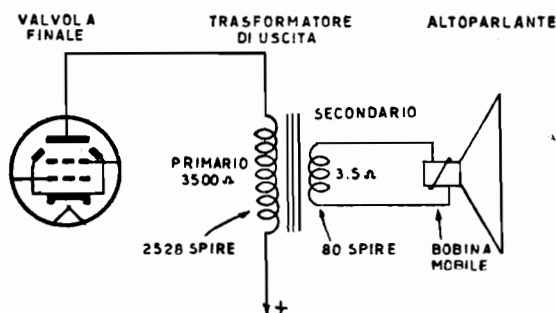 VALVOLA
FINALE
TRASFORMATORE
DI USCITA
ALTOPARLANTE
SECONDARIO
PRIMARIO
3500 Ω
3.5 Ω
2528 SPIRE
80 SPIRE
BOBINA
MOBILE
+